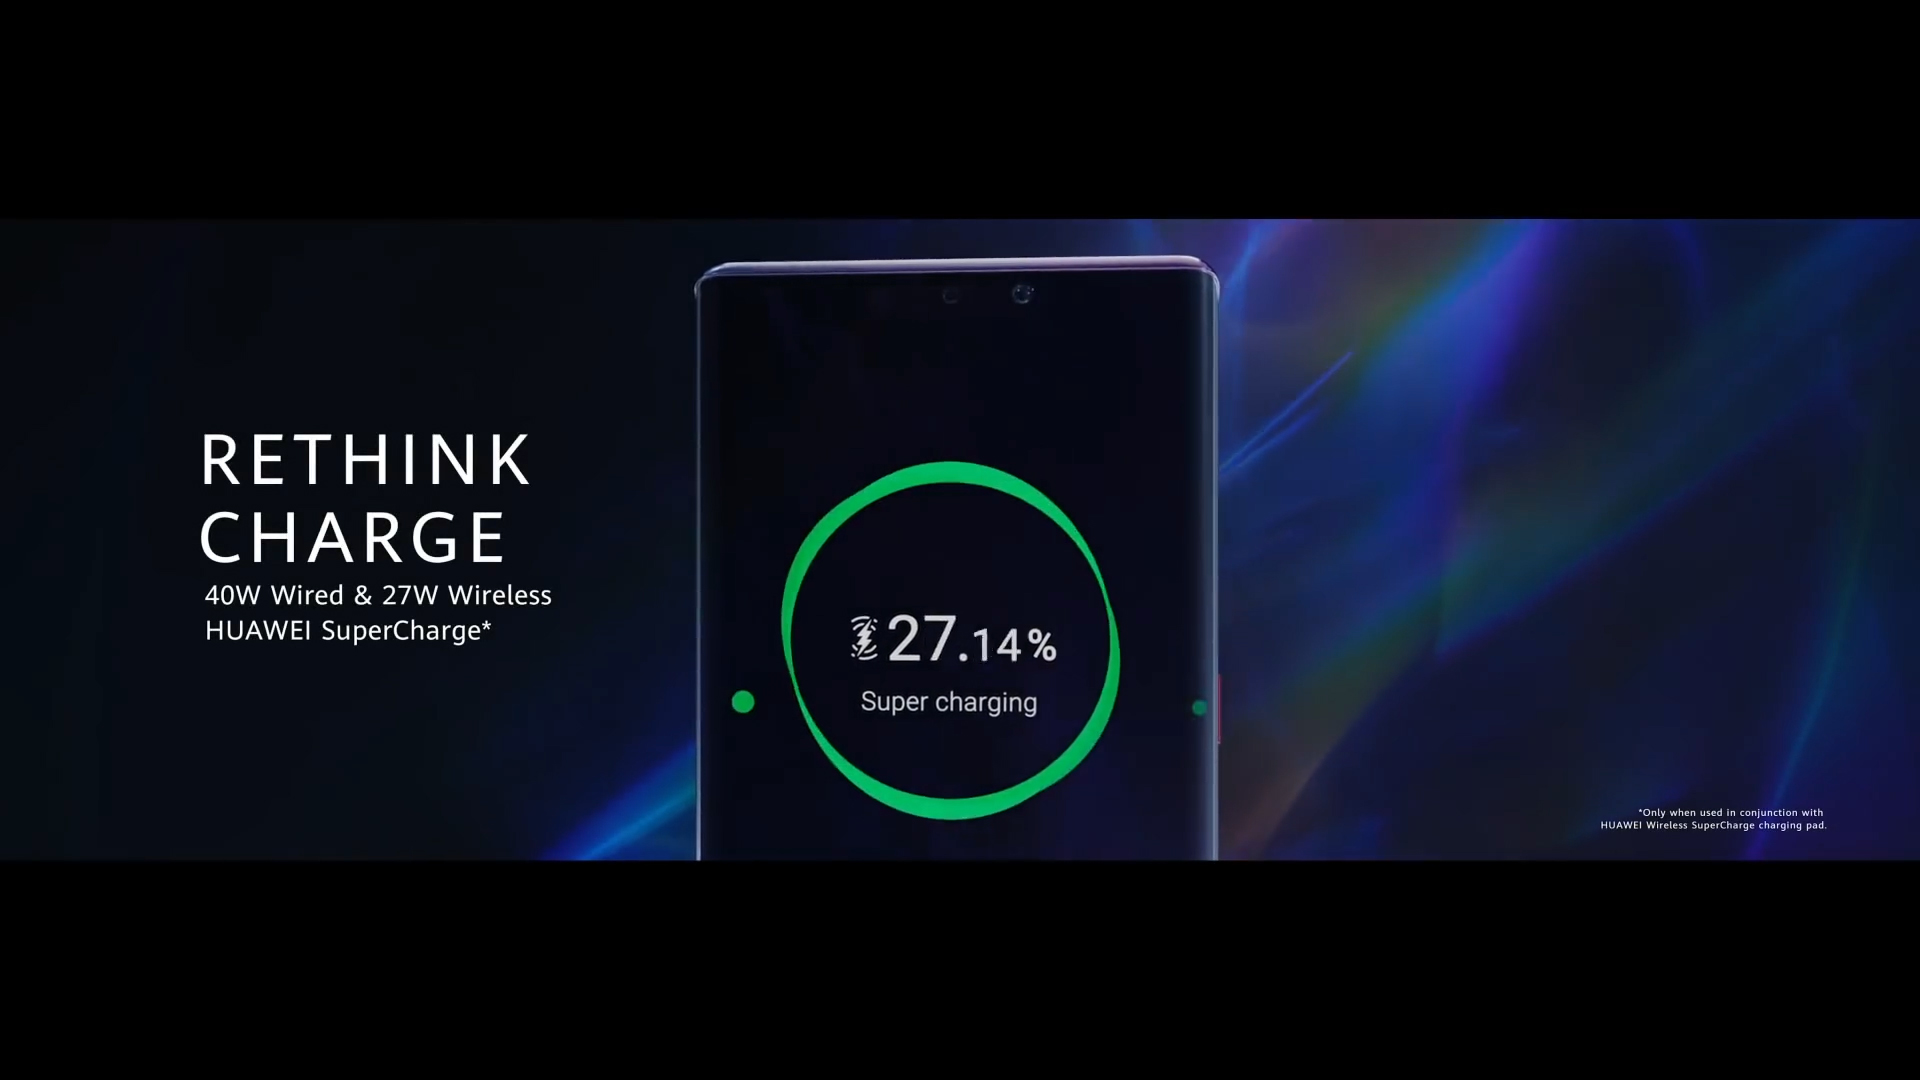 RETHINK
CHARGE
40W Wired & 27W Wireless
HUAWEI SuperCharge*
27.14%
Super charging
*Only when used in conjunction with
HUAWEI Wireless SuperCharge charging pad.